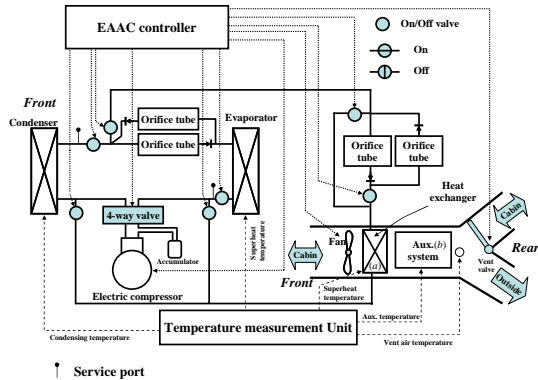 EAAC controller
On/Off valve
On
Off
Front
Condenser
Orifice tube
Orifice tube
Evaporator
Orifice
tube
Orifice
tube
4-way valve
Accumulator
Electric compressor
Superheat
temperature
Heat
exchanger
Fan
Cabin
Front
(a)
Aux.(b)
system
Cabin
Rear
Vent
valve
Outside
Superheat
temperature
Aux. temperature
Vent air temperature
Condensing temperature
Temperature measurement Unit
Service port